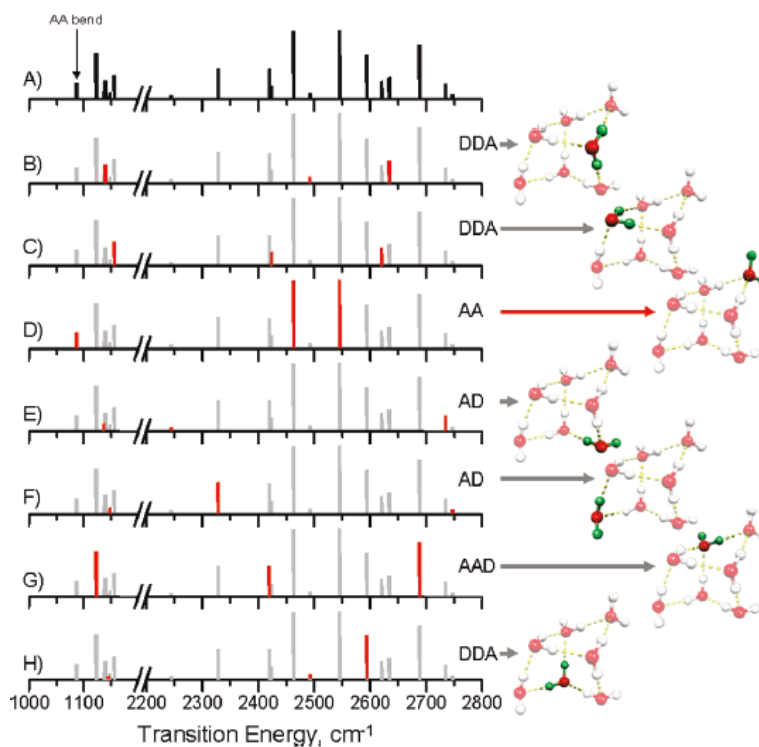 AA bend
A)
B)
DDA
C)
DDA
D)
AA
E)
AD
F)
AD
G)
AAD
H)
DDA
1000 1100 2200 2300 2400 2500 2600 2700 2800
Transition Energy, cm⁻¹